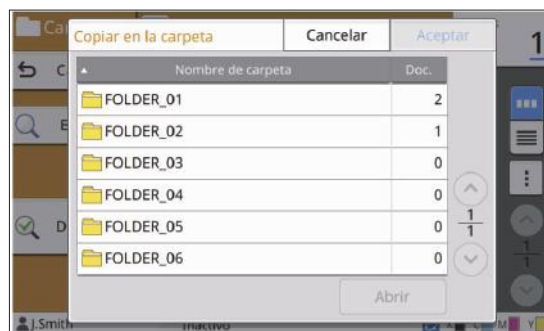 Copiar en la carpeta Cancelar Aceptar
Nombre de carpeta Doc.
FOLDER_01 2
FOLDER_02 1
FOLDER_03 0
FOLDER_04 0
FOLDER_05 0
FOLDER_06 0
1
1
Abrir
1
J.Smith Inactivo M Y